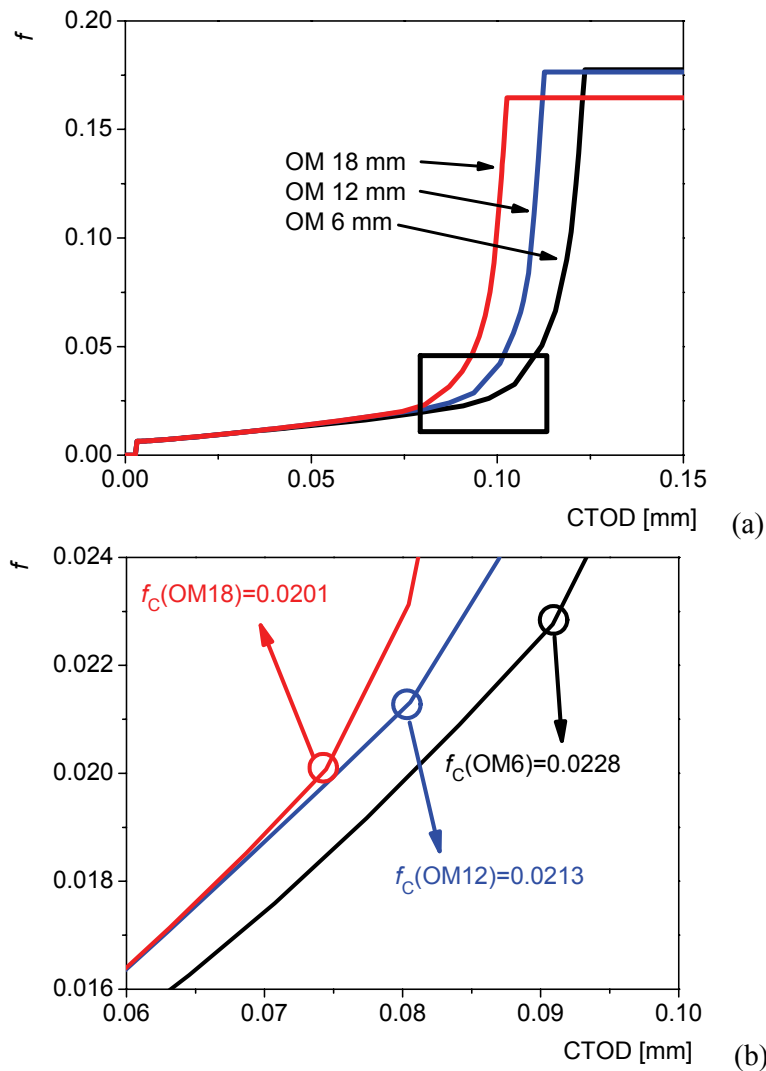 f
0.20
0.15
0.10
0.05
0.00
OM 18 mm
OM 12 mm
OM 6 mm
0.00 0.05 0.10 0.15
CTOD [mm]
(a)
f
0.024
0.022
0.020
0.018
0.016
fC(OM18)=0.0201
fC(OM6)=0.0228
fC(OM12)=0.0213
0.06 0.07 0.08 0.09 0.10
CTOD [mm]
(b)